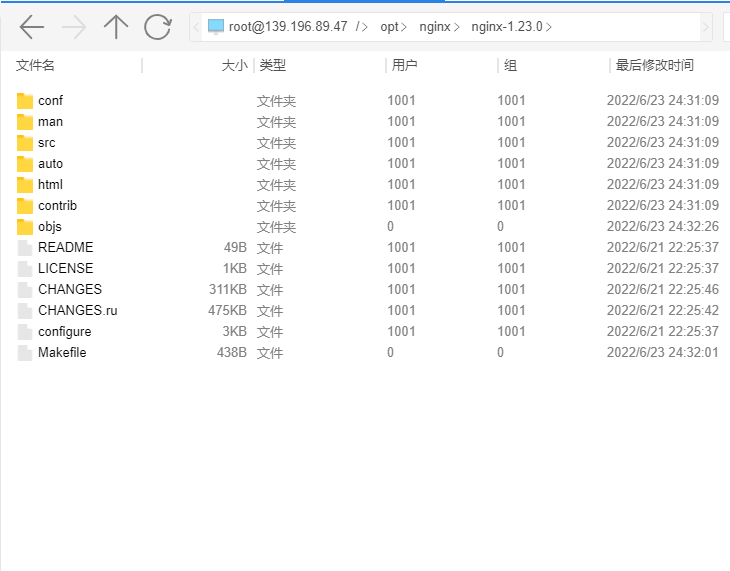 root@139.196.89.47 /> opt> nginx> nginx-1.23.0>
文件名 大小 类型 用户 组 最后修改时间
conf 文件夹 1001 1001 2022/6/23 24:31:09
man 文件夹 1001 1001 2022/6/23 24:31:09
src 文件夹 1001 1001 2022/6/23 24:31:09
auto 文件夹 1001 1001 2022/6/23 24:31:09
html 文件夹 1001 1001 2022/6/23 24:31:09
contrib 文件夹 1001 1001 2022/6/23 24:31:09
objs 文件夹 0 0 2022/6/23 24:32:26
README 49B 文件 1001 1001 2022/6/21 22:25:37
LICENSE 1KB 文件 1001 1001 2022/6/21 22:25:37
CHANGES 311KB 文件 1001 1001 2022/6/21 22:25:46
CHANGES.ru 475KB 文件 1001 1001 2022/6/21 22:25:42
configure 3KB 文件 1001 1001 2022/6/21 22:25:37
Makefile 438B 文件 0 0 2022/6/23 24:32:01